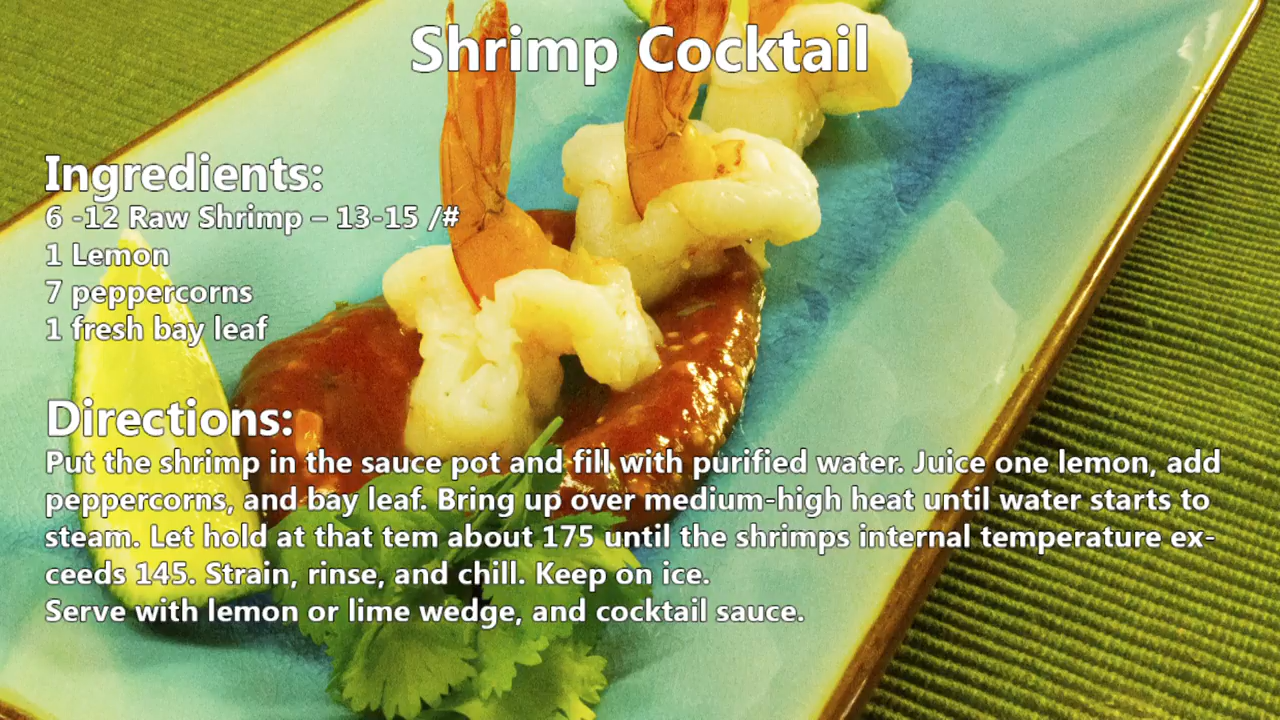 Shrimp Cocktail
Ingredients:
6 -12 Raw Shrimp – 13-15 /#
1 Lemon
7 peppercorns
1 fresh bay leaf
Directions:
Put the shrimp in the sauce pot and fill with purified water. Juice one lemon, add
peppercorns, and bay leaf. Bring up over medium-high heat until water starts to
steam. Let hold at that tem about 175 until the shrimps internal temperature ex-
ceeds 145. Strain, rinse, and chill. Keep on ice.
Serve with lemon or lime wedge, and cocktail sauce.